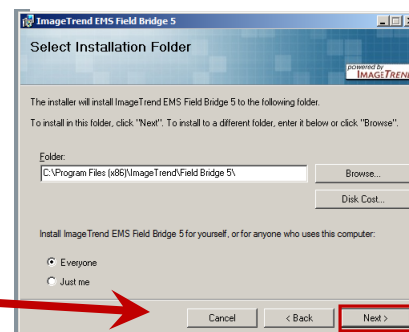 ImageTrend EMS Field Bridge 5
Select Installation Folder
powered by
IMAGETREND
The installer will install ImageTrend EMS Field Bridge 5 to the following folder.
To install in this folder, click "Next". To install to a different folder, enter it below or click "Browse".
Folder:
C:\Program Files (x86)\ImageTrend\Field Bridge 5\
Browse...
Disk Cost...
Install ImageTrend EMS Field Bridge 5 for yourself, or for anyone who uses this computer:
Everyone
Just me
Cancel
< Back
Next >